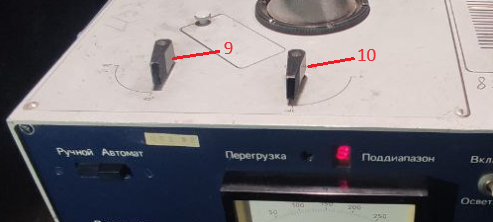 9
10
Ручной Автомат
Перегрузка
Поддиапазон
Вкл
Освет
50 100 150 200 250